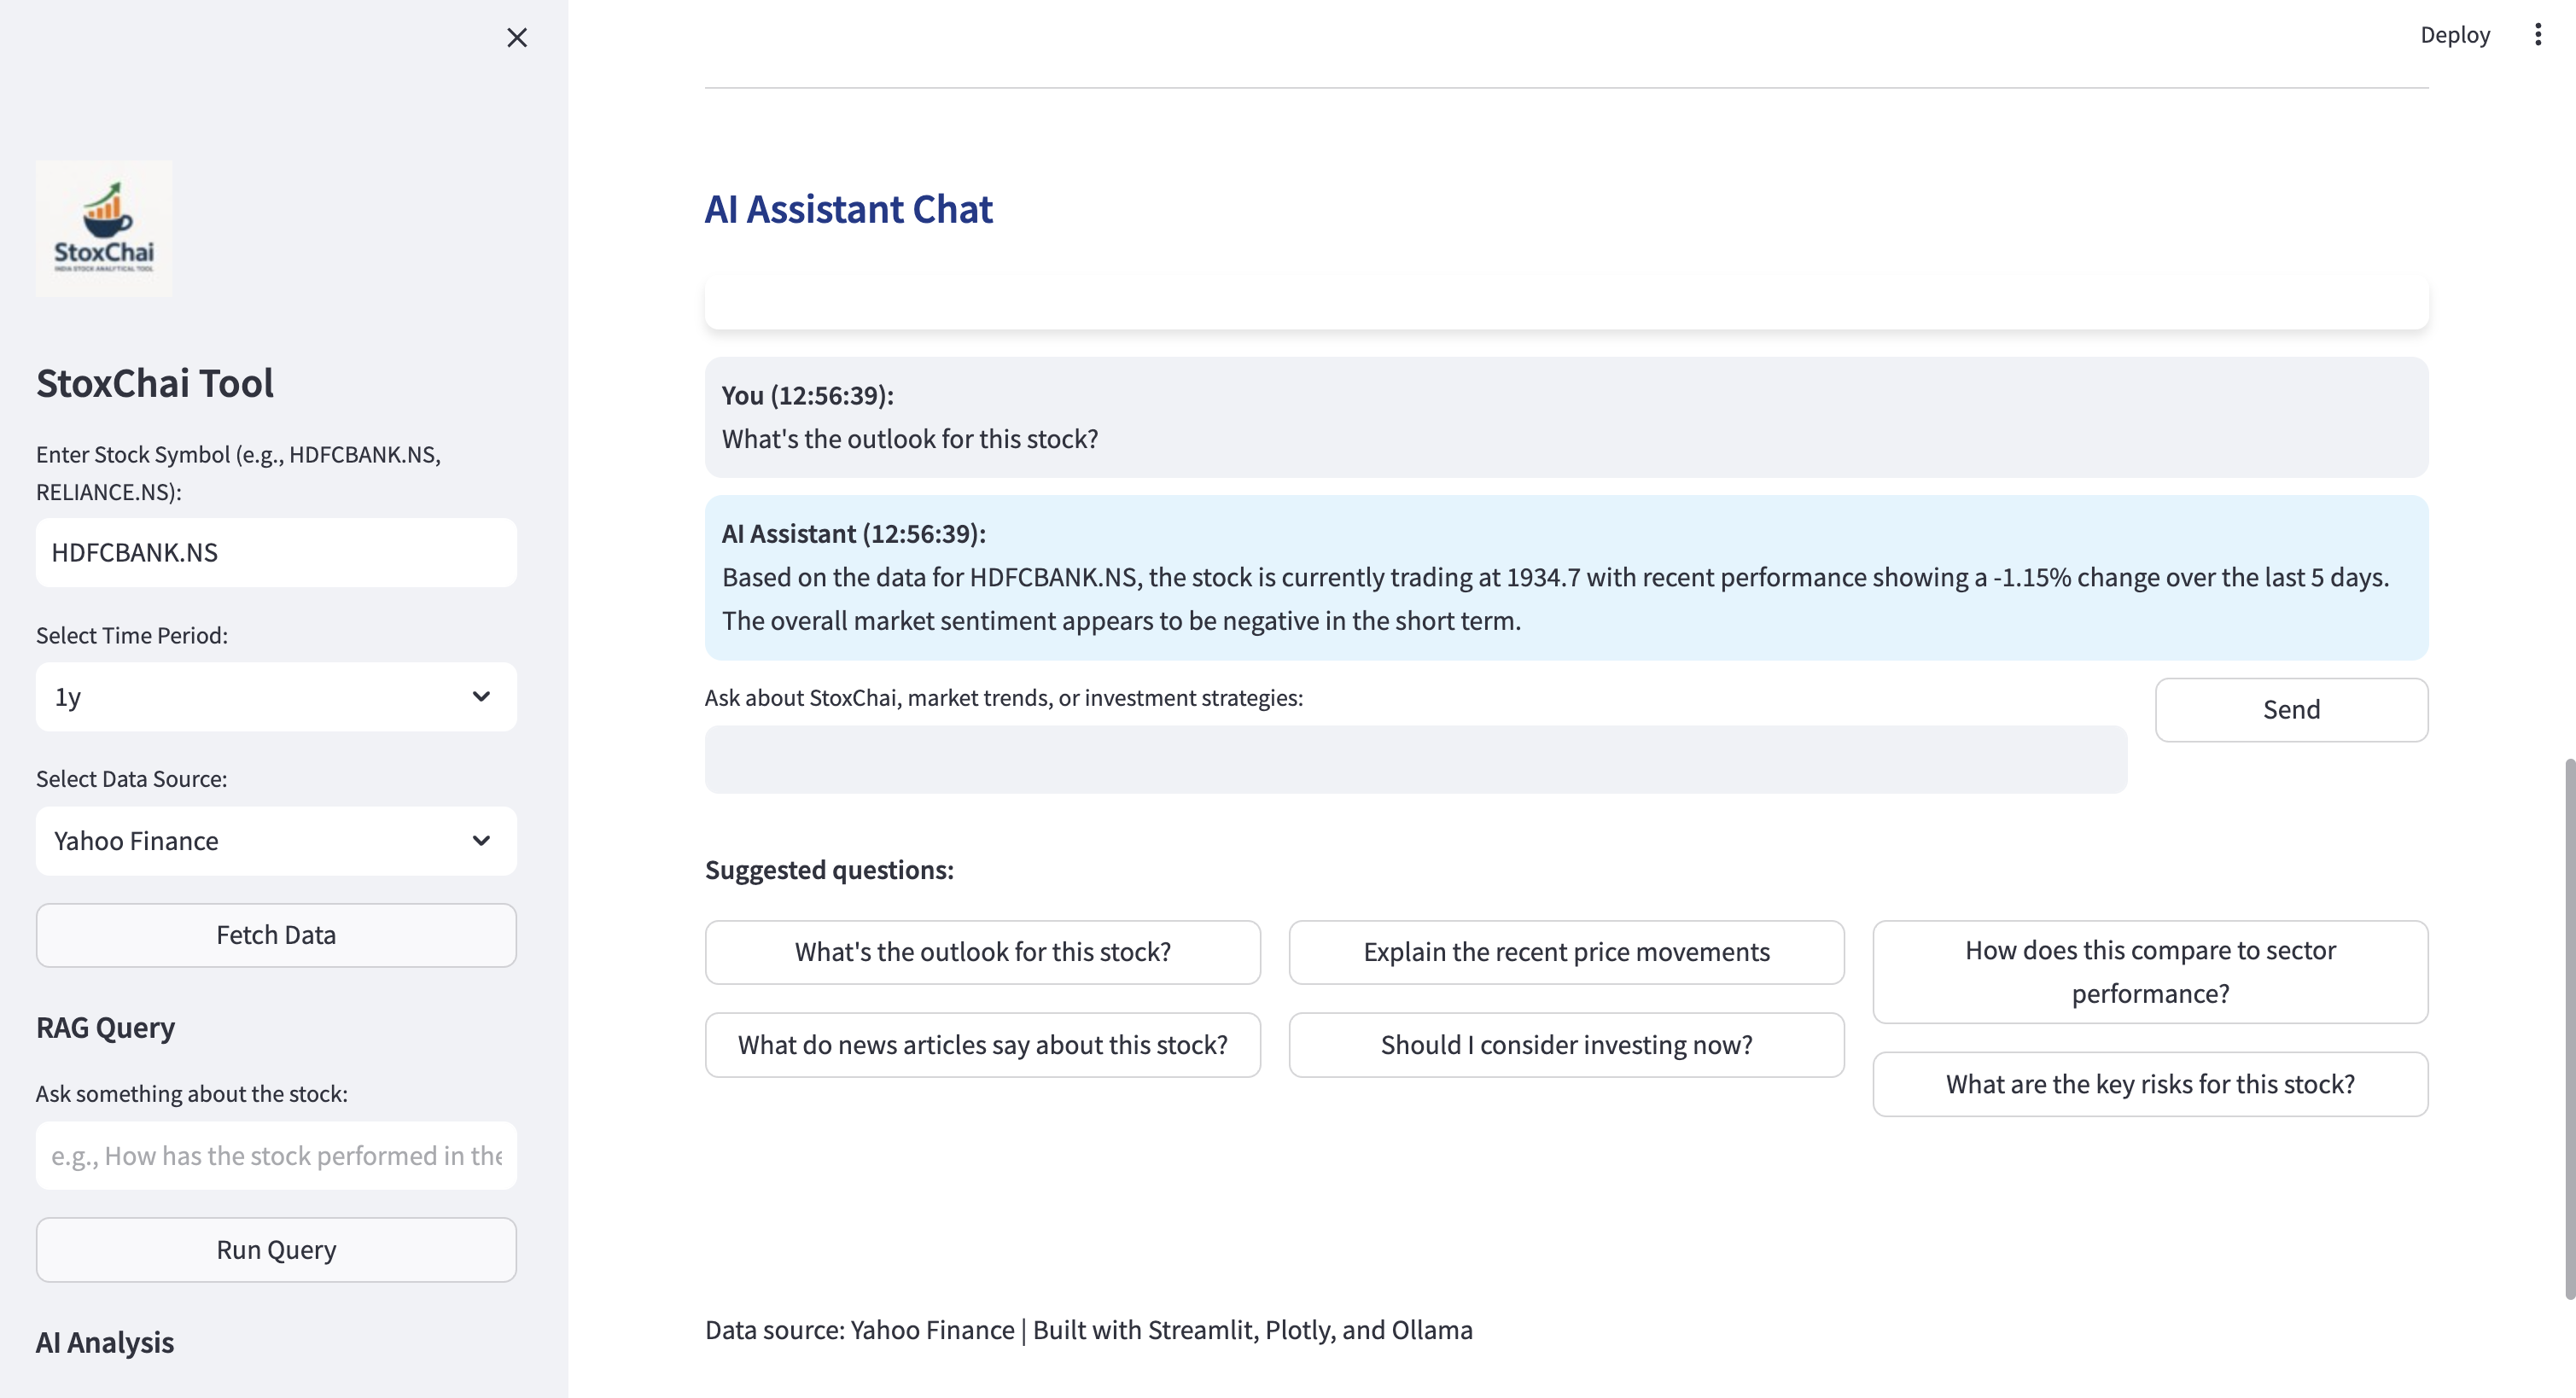 Deploy
StoxChai
INDIA STOCK ANALYTICAL TOOL
StoxChai Tool
Enter Stock Symbol (e.g., HDFCBANK.NS,
RELIANCE.NS):
HDFCBANK.NS
Select Time Period:
1y
Select Data Source:
Yahoo Finance
Fetch Data
RAG Query
Ask something about the stock:
e.g., How has the stock performed in the
Run Query
AI Analysis
AI Assistant Chat
You (12:56:39):
What's the outlook for this stock?
AI Assistant (12:56:39):
Based on the data for HDFCBANK.NS, the stock is currently trading at 1934.7 with recent performance showing a -1.15% change over the last 5 days.
The overall market sentiment appears to be negative in the short term.
Ask about StoxChai, market trends, or investment strategies:
Send
Suggested questions:
What's the outlook for this stock?
Explain the recent price movements
How does this compare to sector
performance?
What do news articles say about this stock?
Should I consider investing now?
What are the key risks for this stock?
Data source: Yahoo Finance | Built with Streamlit, Plotly, and Ollama